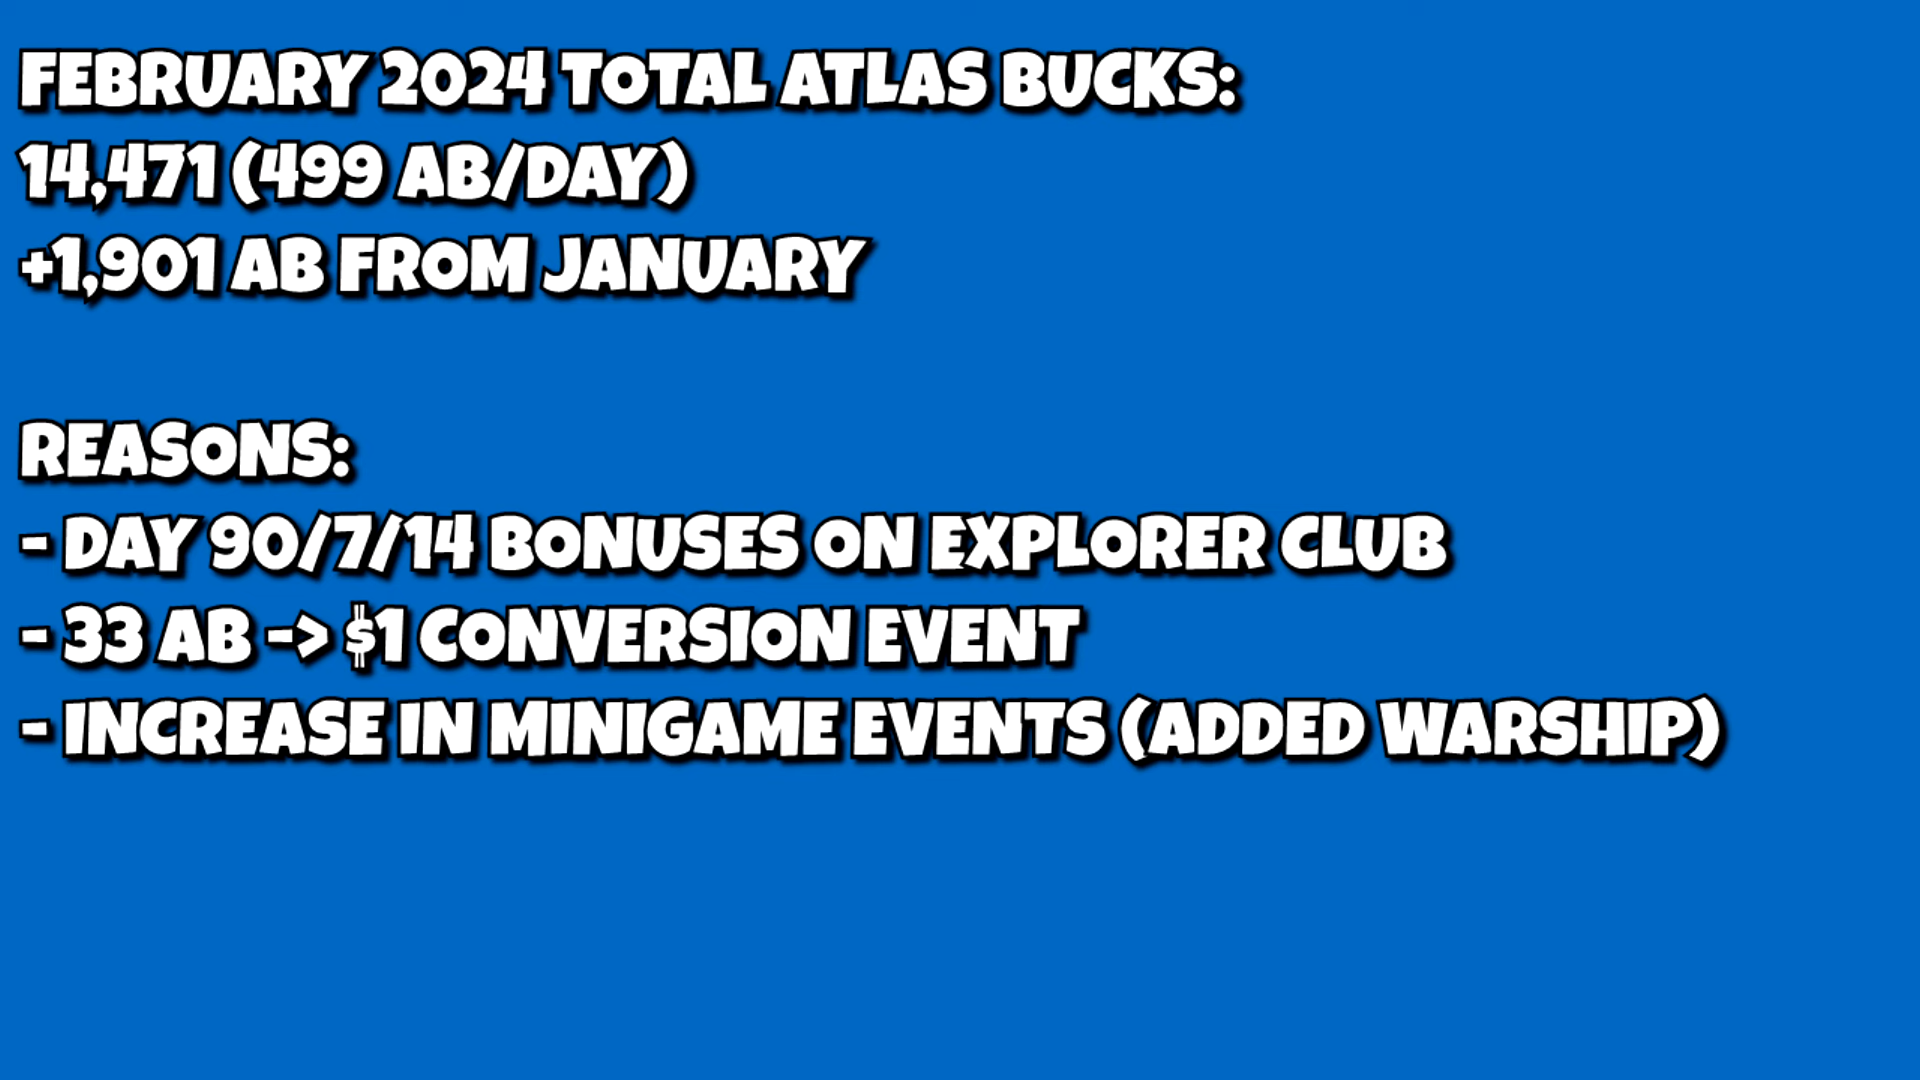 FEBRUARY 2024 TOTAL ATLAS BUCKS:
14,471 (499 AB/DAY)
+1,901 AB FROM JANUARY
REASONS:
- DAY 90/7/14 BONUSES ON EXPLORER CLUB
- 33 AB -> $1 CONVERSION EVENT
- INCREASE IN MINIGAME EVENTS (ADDED WARSHIP)